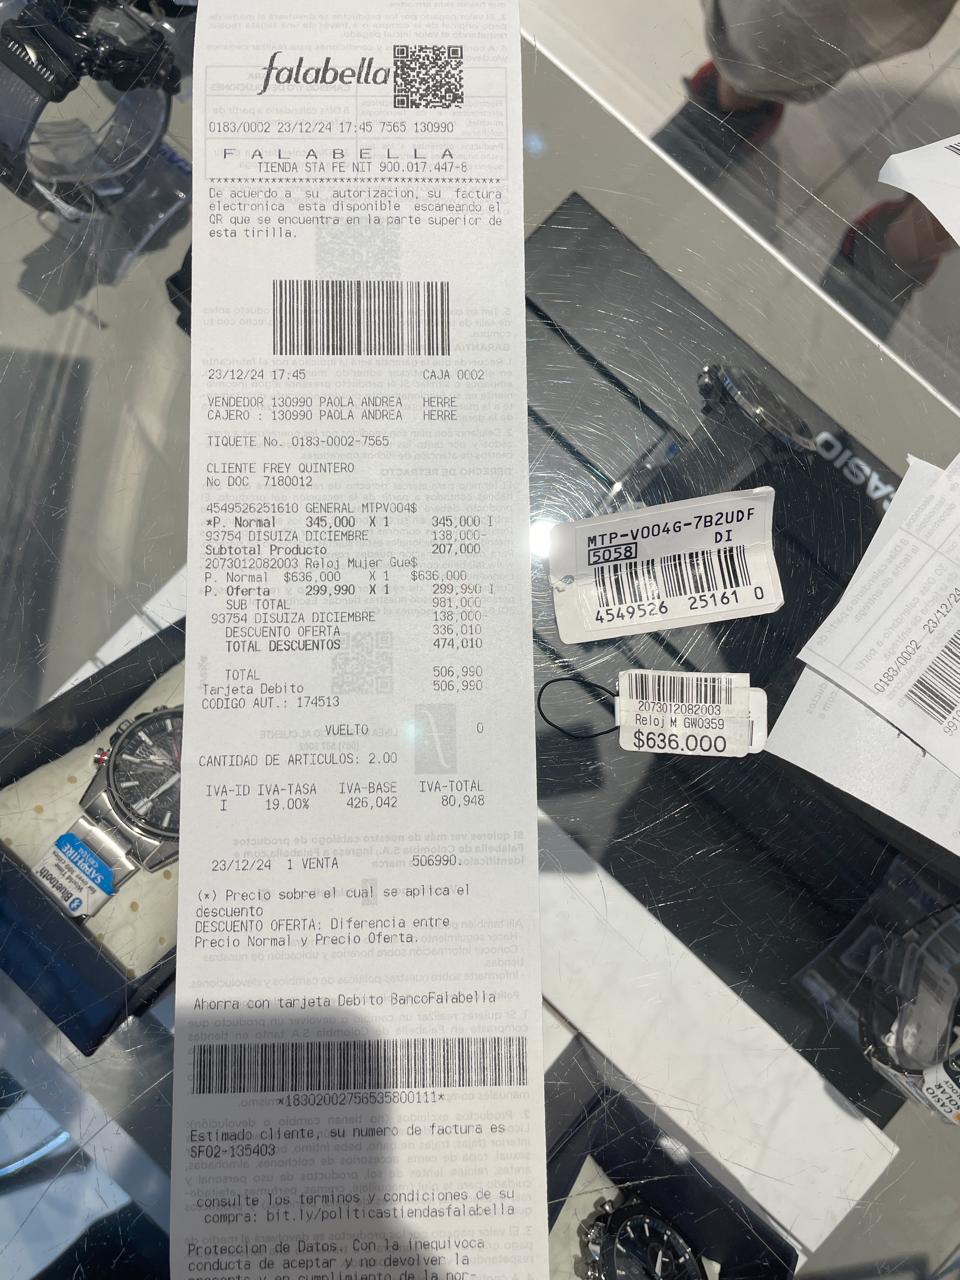 falabella
0183/0002 23/12/24 17:45 7565 130990
F A L A B E L L A
TIENDA STA FE NIT 900.017.447-8
*****************************************
De acuerdo a su autorizacion, su factura
electronica esta disponible escaneando el
QR que se encuentra en la parte superior de
esta tirilla.
23/12/24 17:45 CAJA 0002
VENDEDOR 130990 PAOLA ANDREA HERRE
CAJERO : 130990 PAOLA ANDREA HERRE
TIQUETE No. 0183-0002-7565
CLIENTE FREY QUINTERO
No DOC 7180012
4549526251610 GENERAL MTPV004$
*P. Normal 345,000 X 1 345,000 I
93754 DISUIZA DICIEMBRE 138,000-
Subtotal Producto 207,000
2073012082003 Reloj Mujer Gue$
P. Normal $636,000 X 1 $636,000
P. Oferta 299,990 X 1 299,990 I
SUB TOTAL 981,000
93754 DISUIZA DICIEMBRE 138,000-
DESCUENTO OFERTA 336,010
TOTAL DESCUENTOS 474,010
TOTAL 506,990
Tarjeta Debito 506,990
CODIGO AUT.: 174513
VUELTO 0
CANTIDAD DE ARTICULOS: 2.00
IVA-ID IVA-TASA IVA-BASE IVA-TOTAL
I 19.00% 426,042 80,948
23/12/24 1 VENTA 506990.
(*) Precio sobre el cual se aplica el
descuento
DESCUENTO OFERTA: Diferencia entre
Precio Normal y Precio Oferta.
Ahorra con tarjeta Debito BancoFalabella
*18302002756535800111*
Estimado cliente, su numero de factura es
SF02-135403
consulte los terminos y condiciones de su
compra: bit.ly/politicastiendasfalabella
Proteccion de Datos. Con la inequivoca
conducta de aceptar y no devolver la
MTP-V004G-7B2UDF
5058 DI
4549526 25161 0
2073012082003
Reloj M GW0359
$636.000
CASIO
0183/0002 23/12/24
SAPPHIRE
CRYSTAL
Bluetooth
CASIO
SOLAR